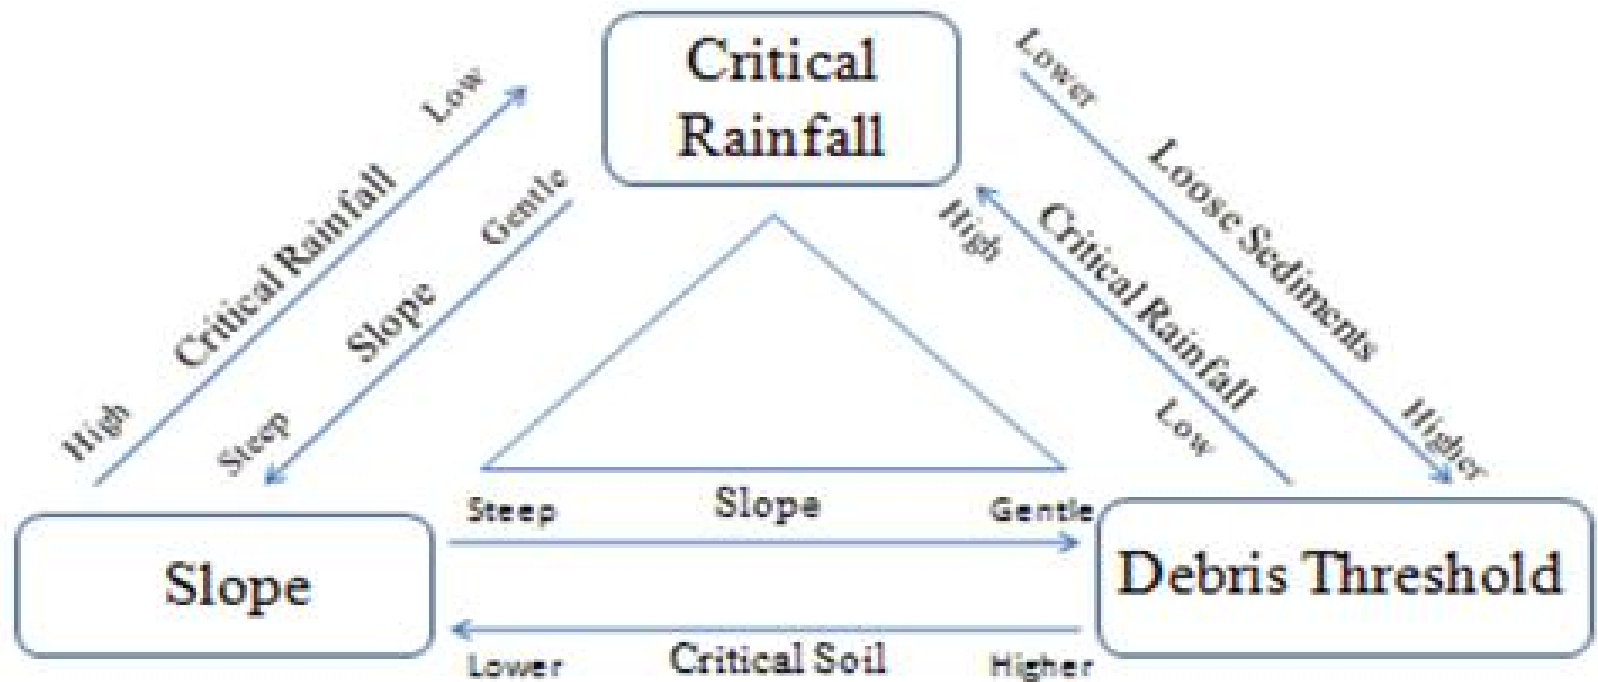 Critical
Rainfall
Low
Critical Rainfall
High
Gentle
Slope
Steep
Lower
Loose Sediments
Higher
High
Critical Rainfall
Low
Steep Slope Gentle
Slope
Debris Threshold
Lower Critical Soil Higher